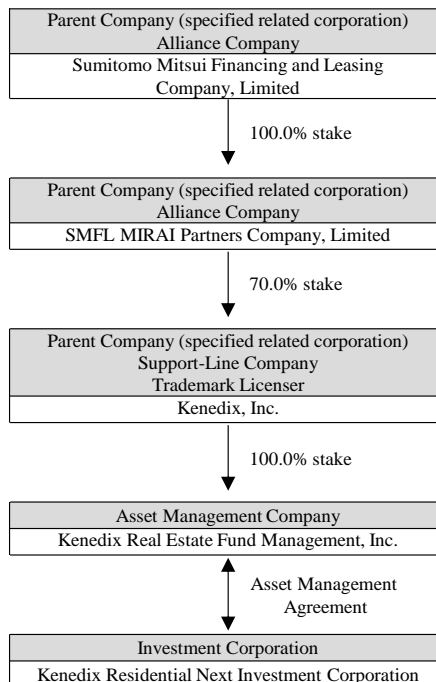 Parent Company (specified related corporation)
Alliance Company
Sumitomo Mitsui Financing and Leasing
Company, Limited
100.0% stake
Parent Company (specified related corporation)
Alliance Company
SMFL MIRAI Partners Company, Limited
70.0% stake
Parent Company (specified related corporation)
Support-Line Company
Trademark Licenser
Kenedix, Inc.
100.0% stake
Asset Management Company
Kenedix Real Estate Fund Management, Inc.
Asset Management
Agreement
Investment Corporation
Kenedix Residential Next Investment Corporation